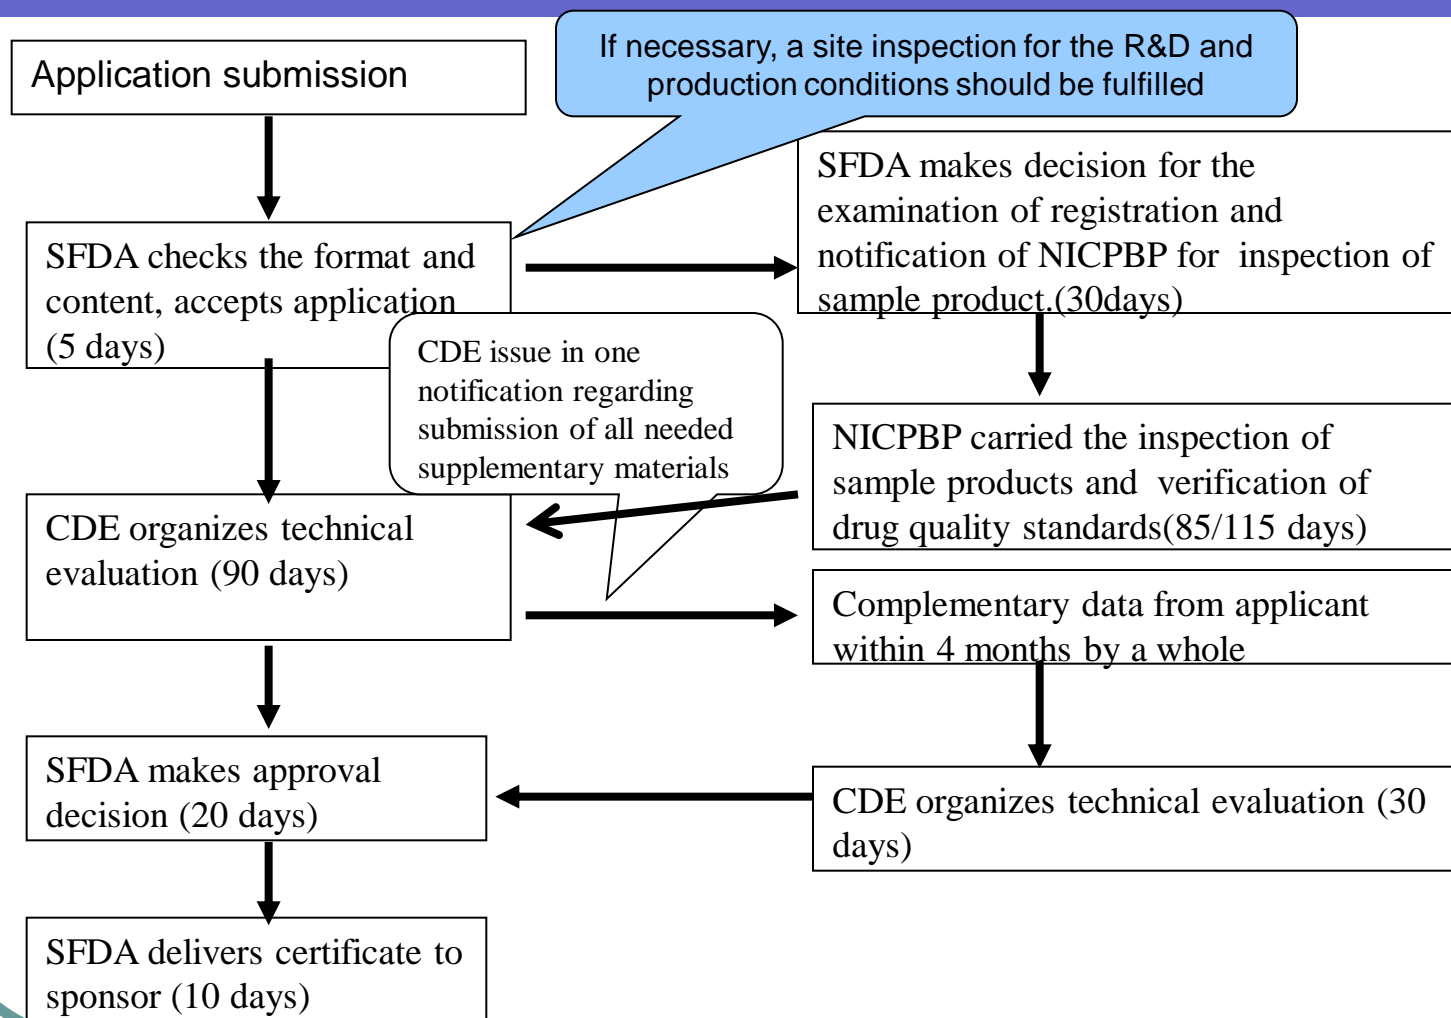 Application submission
If necessary, a site inspection for the R&D and
production conditions should be fulfilled
SFDA makes decision for the
examination of registration and
notification of NICPBP for  inspection of
sample product.(30days)
SFDA checks the format and
content, accepts application
(5 days)
CDE issue in one
notification regarding
submission of all needed
supplementary materials
NICPBP carried the inspection of
sample products and  verification of
drug quality standards(85/115 days)
CDE organizes technical
evaluation (90 days)
Complementary data from applicant
within 4 months by a whole
SFDA makes approval
decision (20 days)
CDE organizes technical evaluation (30
days)
SFDA delivers certificate to
sponsor (10 days)